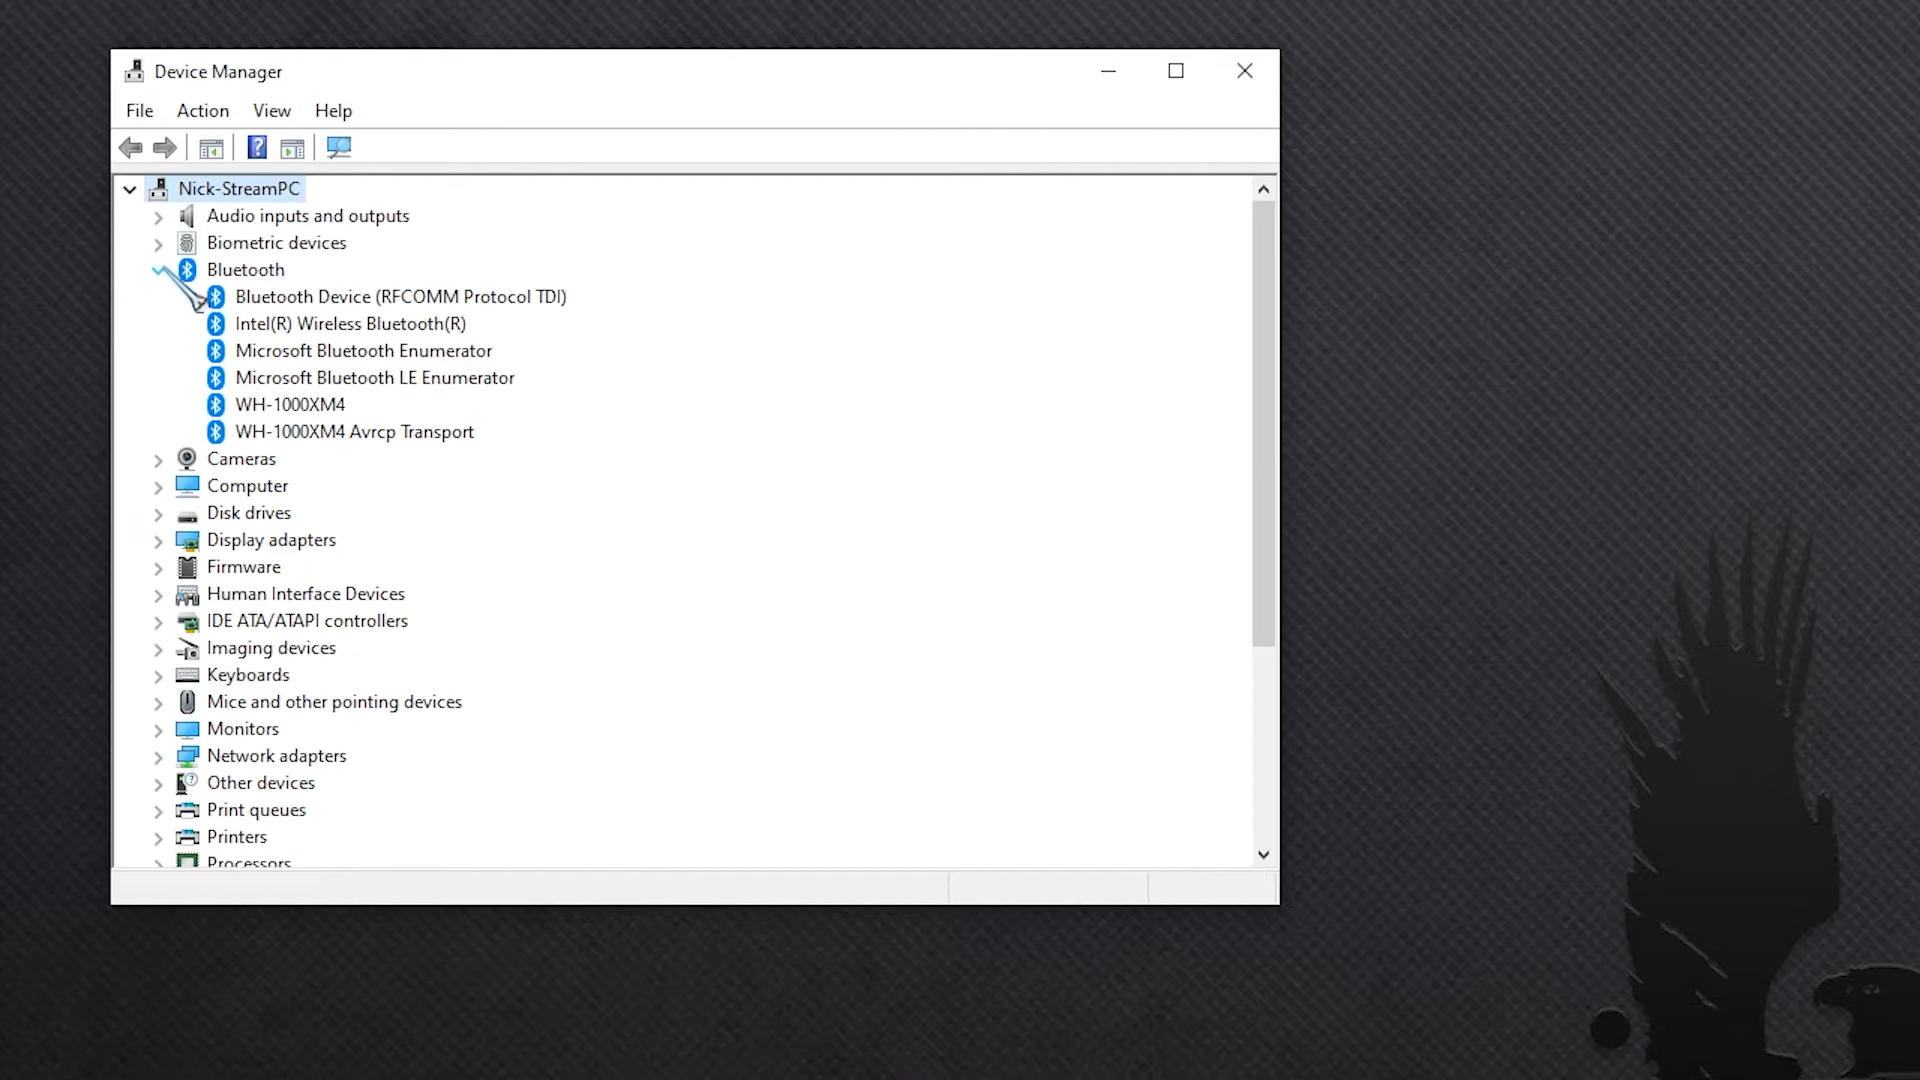 Device Manager
File Action View Help
?
Nick-StreamPC
Audio inputs and outputs
Biometric devices
Bluetooth
Bluetooth Device (RFCOMM Protocol TDI)
Intel(R) Wireless Bluetooth(R)
Microsoft Bluetooth Enumerator
Microsoft Bluetooth LE Enumerator
WH-1000XM4
WH-1000XM4 Avrcp Transport
Cameras
Computer
Disk drives
Display adapters
Firmware
Human Interface Devices
IDE ATA/ATAPI controllers
Imaging devices
Keyboards
Mice and other pointing devices
Monitors
Network adapters
Other devices
Print queues
Printers
Processors